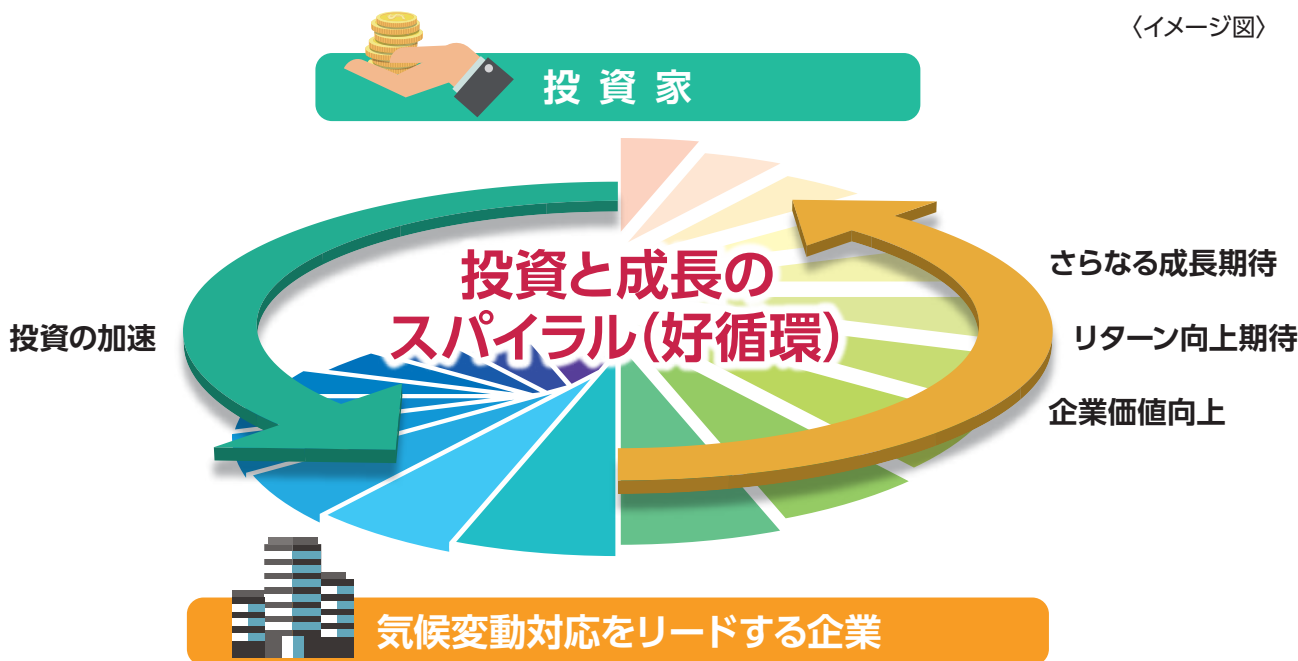 〈イメージ図〉
投資家
投資と成長の
スパイラル（好循環）
投資の加速
さらなる成長期待
リターン向上期待
企業価値向上
気候変動対応をリードする企業